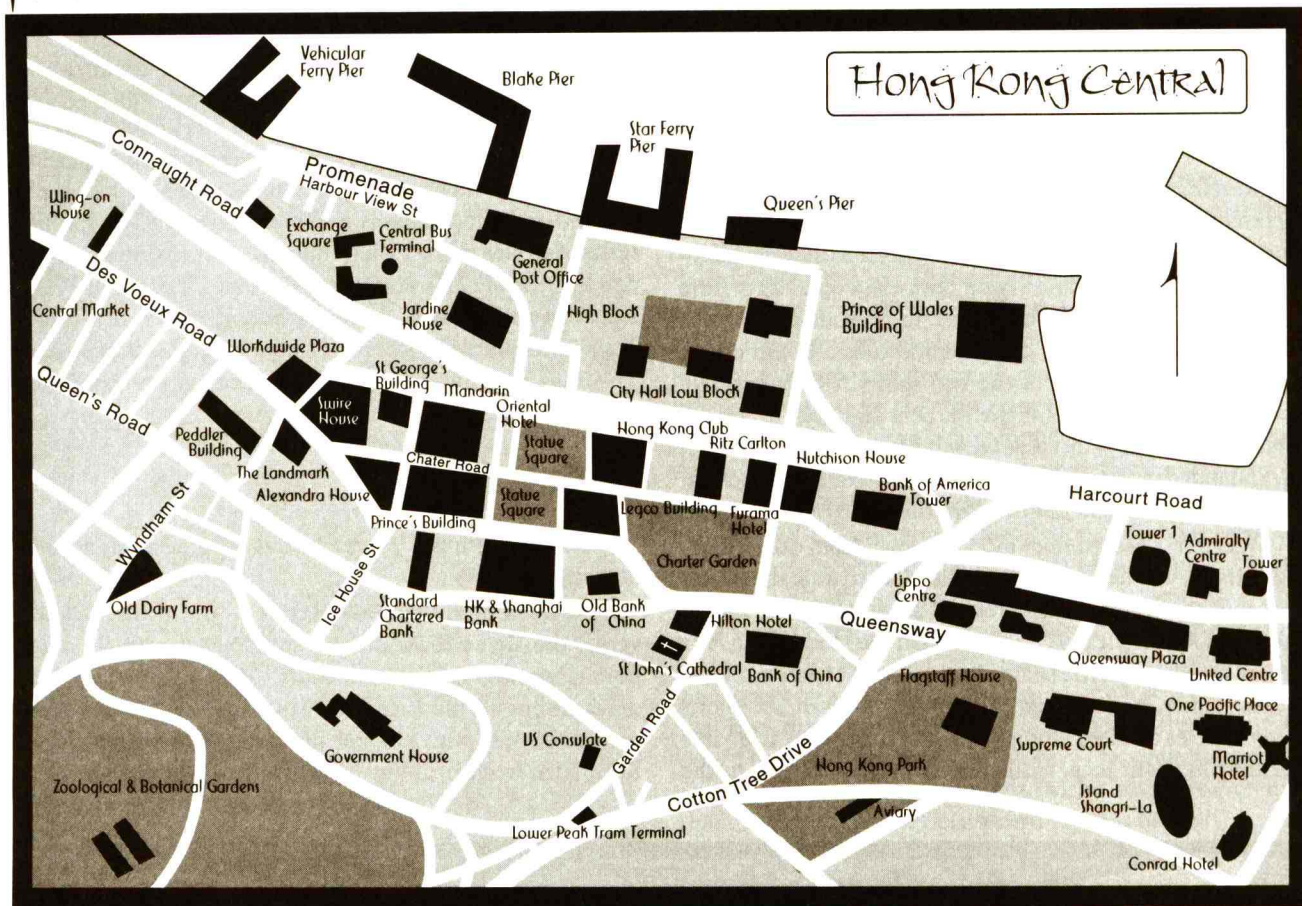 Hong Kong Central
Vehicular
Ferry Pier
Blake Pier
Star Ferry
Pier
Queen's Pier
Connaught Road
Promenade
Harbour View St
Wing-on
House
Exchange
Square
Central Bus
Terminal
General
Post Office
Des Voeux Road
Central Market
Jardine
House
High Block
Prince of Wales
Building
Workdwide Plaza
St George's
Building
Mandarin
Oriental
Hotel
City Hall Low Block
Queen's Road
Swire
House
Statue
Square
Hong Kong Club
Ritz Carlton
Hutchison House
Peddler
Building
The Landmark
Chater Road
Alexandra House
Statue
Square
Legco Building
Furama
Hotel
Bank of America
Tower
Harcourt Road
Prince's Building
Wyndham St
Ice House St
Charter Garden
Tower 1
Admiralty
Centre
Tower
Lippo
Centre
Old Dairy Farm
Standard
Chartered
Bank
HK & Shanghai
Bank
Old Bank
of China
Hilton Hotel
Queensway
St John's Cathedral
Bank of China
Queensway Plaza
United Centre
Flagstaff House
One Pacific Place
Government House
US Consulate
Garden Road
Supreme Court
Marriot
Hotel
Zoological & Botanical Gardens
Cotton Tree Drive
Hong Kong Park
Island
Shangri-La
Aviary
Lower Peak Tram Terminal
Conrad Hotel